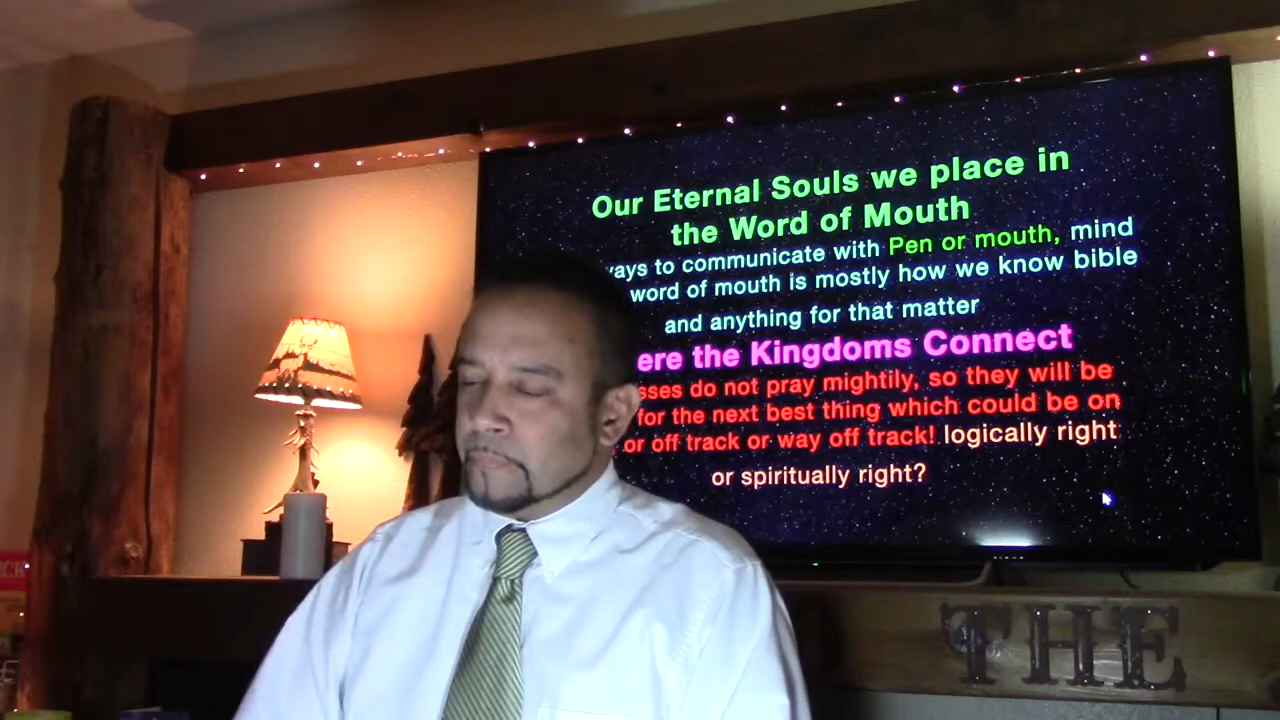 Our Eternal Souls we place in
the Word of Mouth
to communicate with Pen or mouth, mind
word of mouth is mostly how we know bible
and anything for that matter
the Kingdoms Connect
do not pray mightily, so they will be
for the next best thing which could be on
or off track or way off track! logically right
or spiritually right?
THE